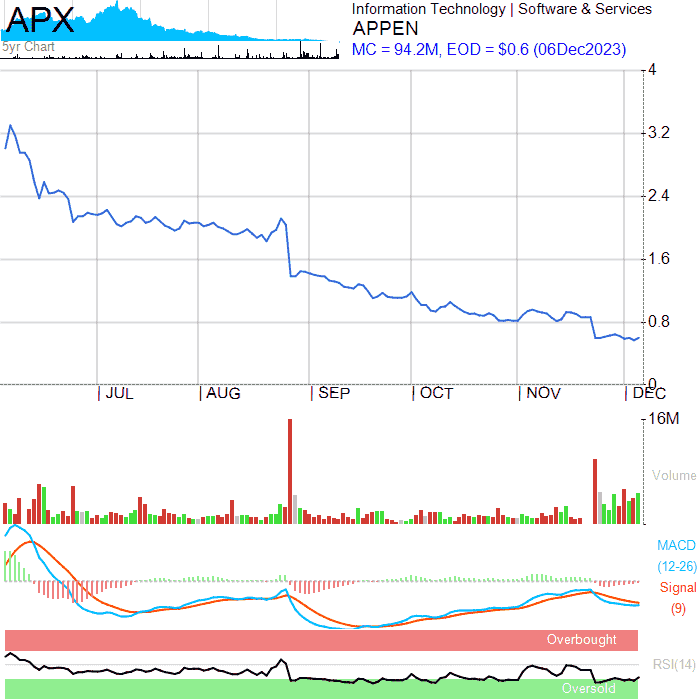 APX
5yr Chart
Information Technology | Software & Services
APPEN
MC = 94.2M, EOD = $0.6 (06Dec2023)
4
3.2
2.4
1.6
0.8
0
JUL
AUG
SEP
OCT
NOV
DEC
16M
Volume
MACD
(12-26)
Signal
(9)
Overbought
RSI(14)
Oversold